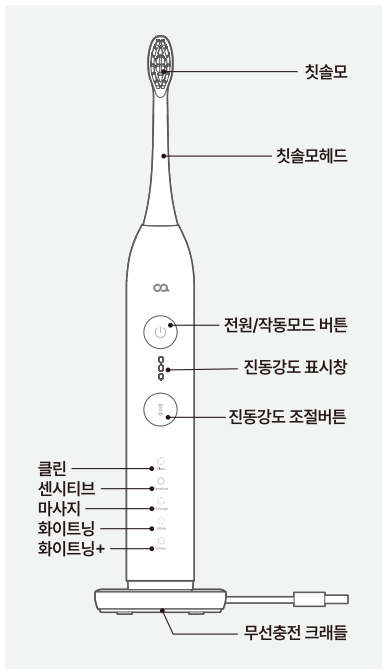 칫솔모
칫솔모헤드
oa.
전원/작동모드 버튼
진동강도 표시창
진동강도 조절버튼
클린
센시티브
마사지
화이트닝
화이트닝+
무선충전 크래들